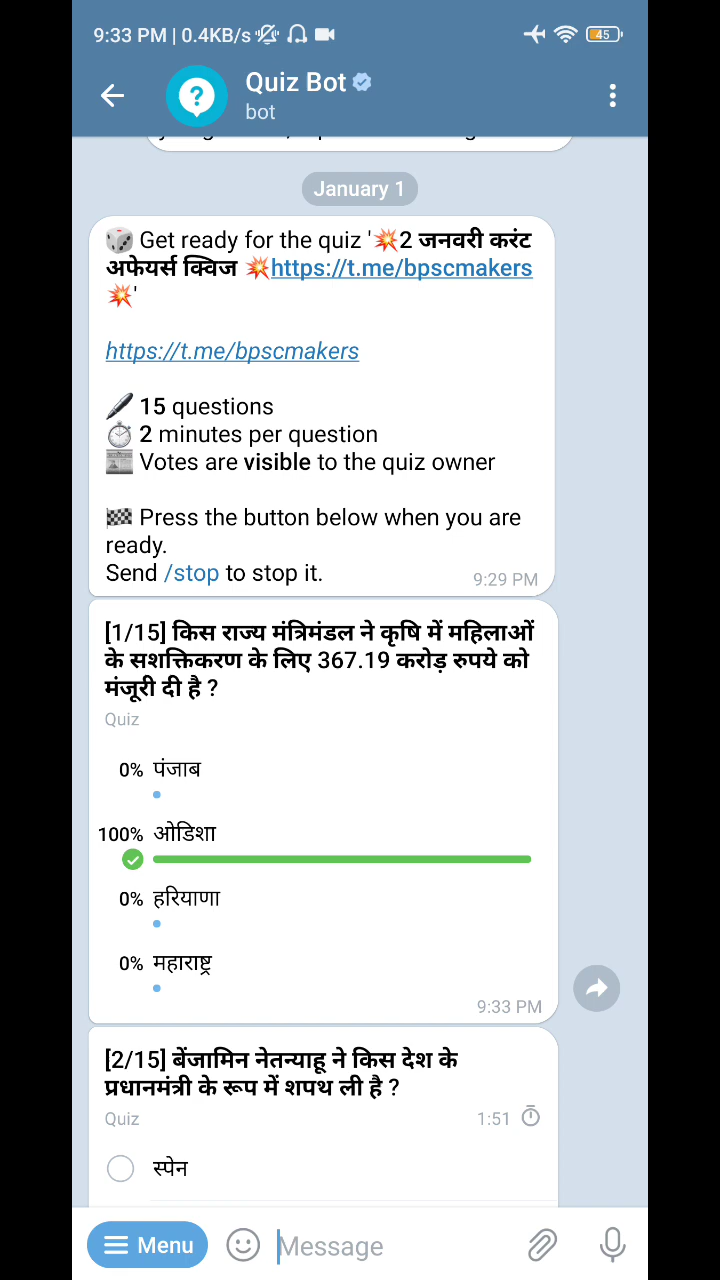 9:33 PM | 0.4KB/s
45
Quiz Bot
bot
January 1
Get ready for the quiz '💥2 जनवरी करंट
अफेयर्स क्विज 💥https://t.me/bpscmakers
💥'
https://t.me/bpscmakers
15 questions
2 minutes per question
Votes are visible to the quiz owner
Press the button below when you are
ready.
Send /stop to stop it.
9:29 PM
[1/15] किस राज्य मंत्रिमंडल ने कृषि में महिलाओं
के सशक्तिकरण के लिए 367.19 करोड़ रुपये को
मंजूरी दी है ?
Quiz
0% पंजाब
100% ओडिशा
0% हरियाणा
0% महाराष्ट्र
9:33 PM
[2/15] बेंजामिन नेतन्याहू ने किस देश के
प्रधानमंत्री के रूप में शपथ ली है ?
Quiz
1:51
स्पेन
Menu
Message